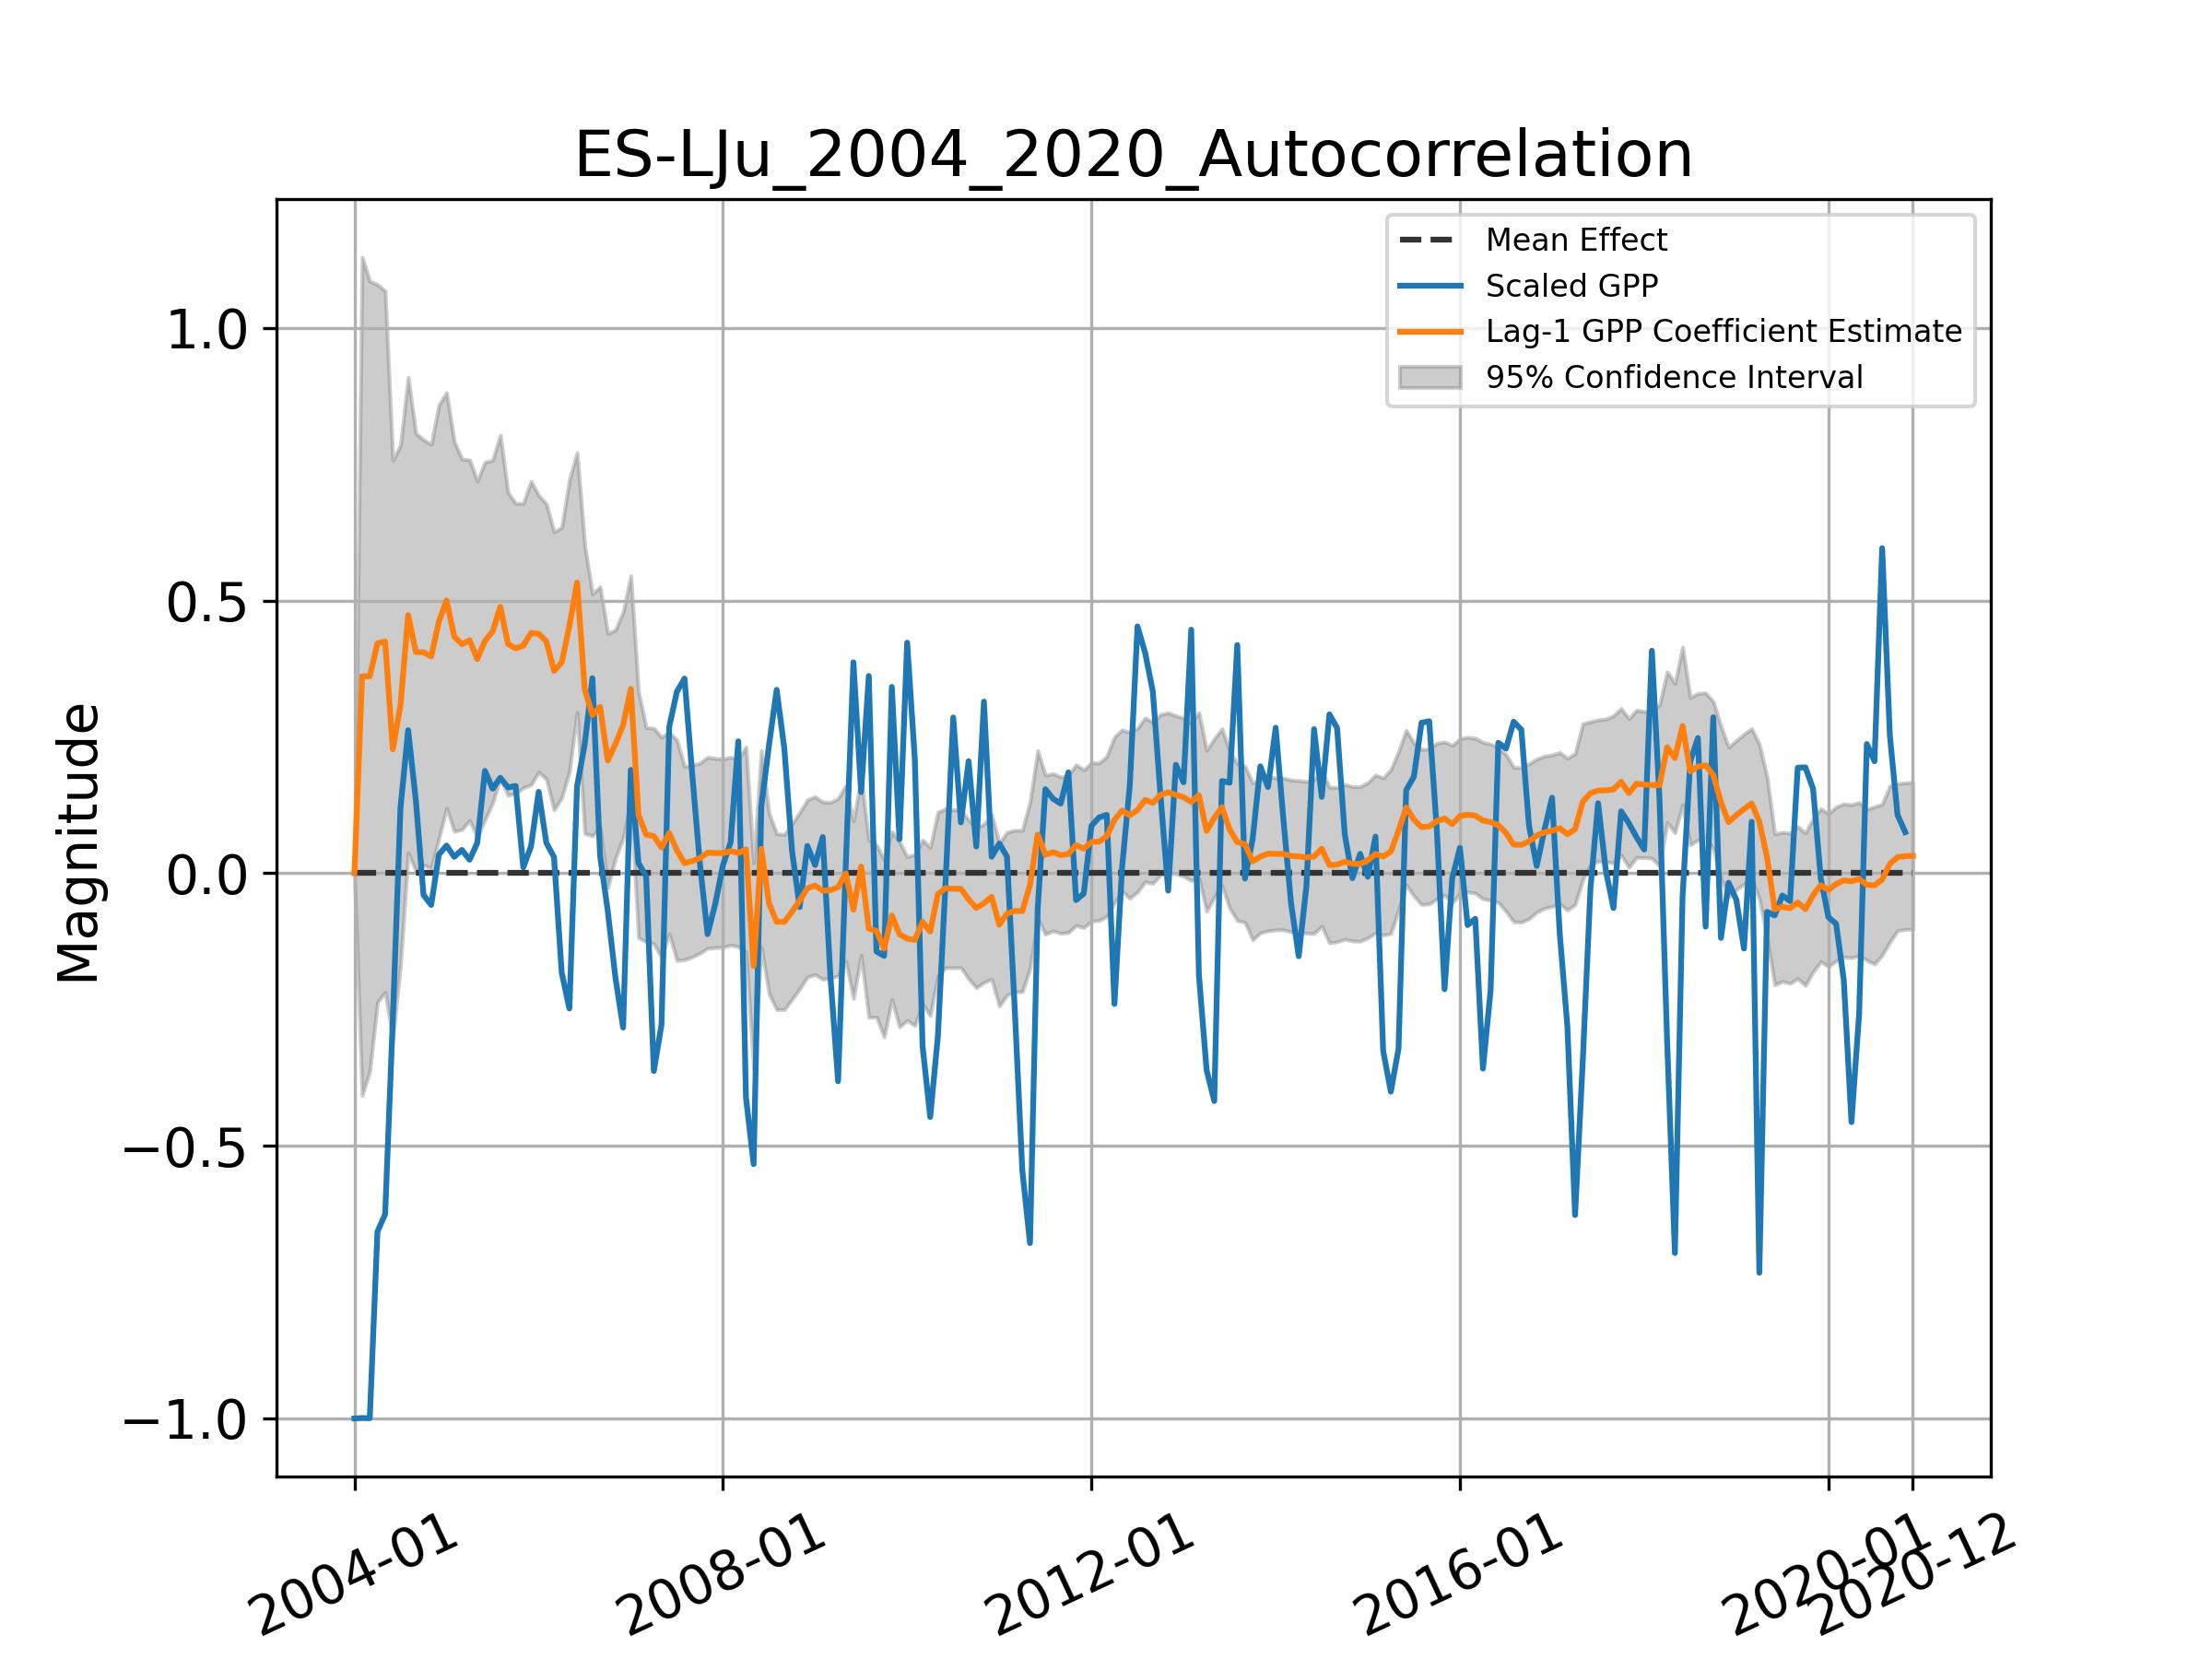 ES-LJu_2004_2020_Autocorrelation
Mean Effect
Scaled GPP
Lag-1 GPP Coefficient Estimate
95% Confidence Interval
Magnitude
1.0
0.5
0.0
−0.5
−1.0
2004-01
2008-01
2012-01
2016-01
2020-01
2020-12